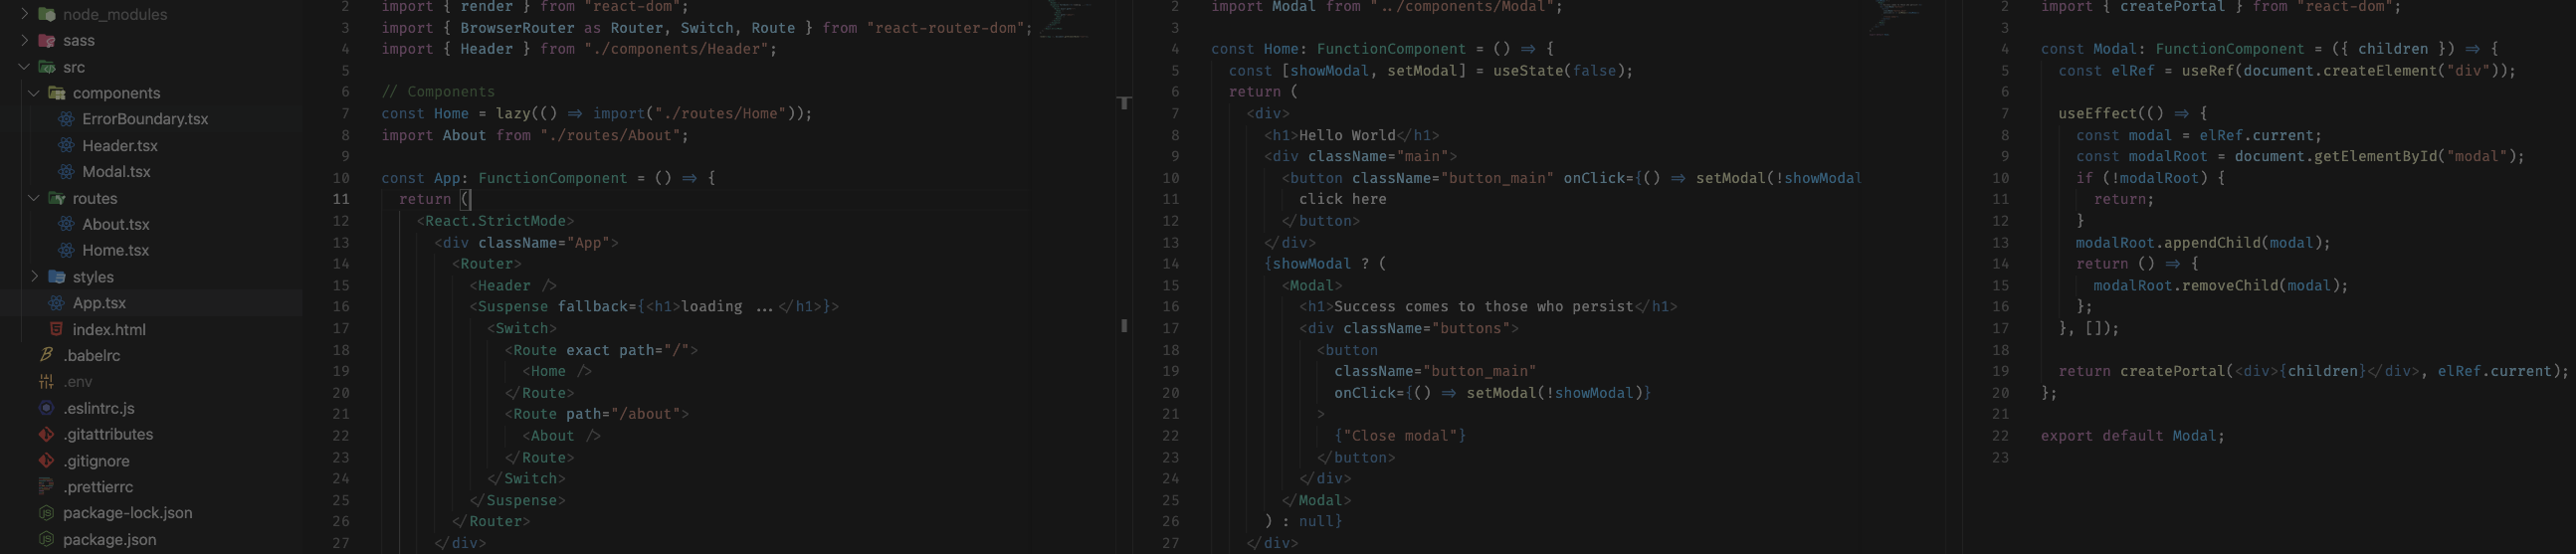 node_modules
sass
src
components
ErrorBoundary.tsx
Header.tsx
Modal.tsx
routes
About.tsx
Home.tsx
styles
App.tsx
index.html
.babelrc
.env
.eslintrc.js
.gitattributes
.gitignore
.prettierrc
package-lock.json
package.json
2 import { render } from "react-dom";
3 import { BrowserRouter as Router, Switch, Route } from "react-router-dom";
4 import { Header } from "./components/Header";
5
6 // Components
7 const Home = lazy(() => import("./routes/Home"));
8 import About from "./routes/About";
9
10 const App: FunctionComponent = () => {
11 return (
12 <React.StrictMode>
13 <div className="App">
14 <Router>
15 <Header />
16 <Suspense fallback={<h1>loading ...</h1>}>
17 <Switch>
18 <Route exact path="/">
19 <Home />
20 </Route>
21 <Route path="/about">
22 <About />
23 </Route>
24 </Switch>
25 </Suspense>
26 </Router>
27 </div>
2 import Modal from "../components/Modal";
3
4 const Home: FunctionComponent = () => {
5 const [showModal, setModal] = useState(false);
6 return (
7 <div>
8 <h1>Hello World</h1>
9 <div className="main">
10 <button className="button_main" onClick={() => setModal(!showModal
11 click here
12 </button>
13 </div>
14 {showModal ? (
15 <Modal>
16 <h1>Success comes to those who persist</h1>
17 <div className="buttons">
18 <button
19 className="button_main"
20 onClick={() => setModal(!showModal)}
21 >
22 {"Close modal"}
23 </button>
24 </div>
25 </Modal>
26 ) : null}
27 </div>
2 import { createPortal } from "react-dom";
3
4 const Modal: FunctionComponent = ({ children }) => {
5 const elRef = useRef(document.createElement("div"));
6
7 useEffect(() => {
8 const modal = elRef.current;
9 const modalRoot = document.getElementById("modal");
10 if (!modalRoot) {
11 return;
12 }
13 modalRoot.appendChild(modal);
14 return () => {
15 modalRoot.removeChild(modal);
16 };
17 }, []);
18
19 return createPortal(<div>{children}</div>, elRef.current);
20 };
21
22 export default Modal;
23